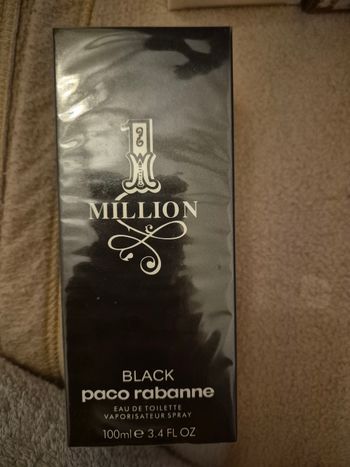 1
MILLION
BLACK
paco rabanne
EAU DE TOILETTE
VAPORISATEUR SPRAY
100ml ℮ 3.4 FL OZ